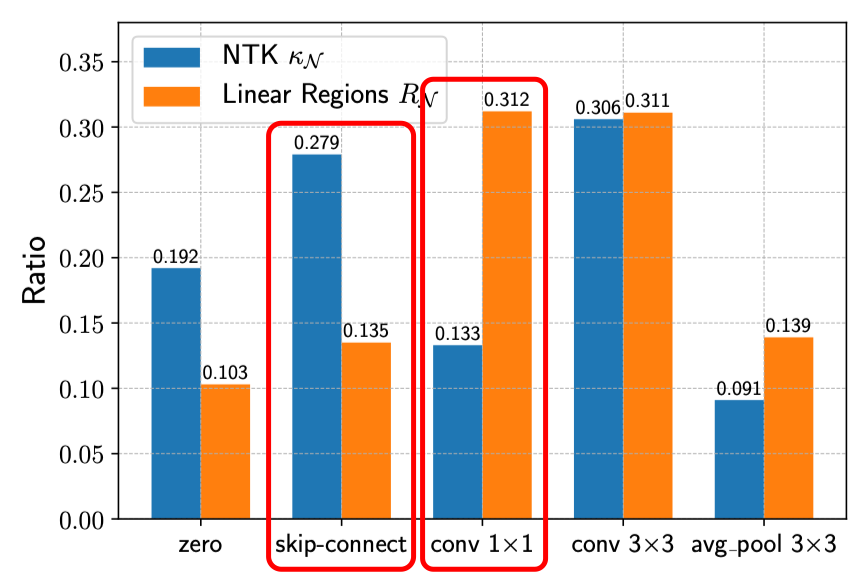 NTK κ_𝒩
Linear Regions R_𝒩
Ratio
0.35
0.30
0.25
0.20
0.15
0.10
0.05
0.00
0.192
0.103
0.279
0.135
0.133
0.312
0.306
0.311
0.091
0.139
zero
skip-connect
conv 1×1
conv 3×3
avg_pool 3×3